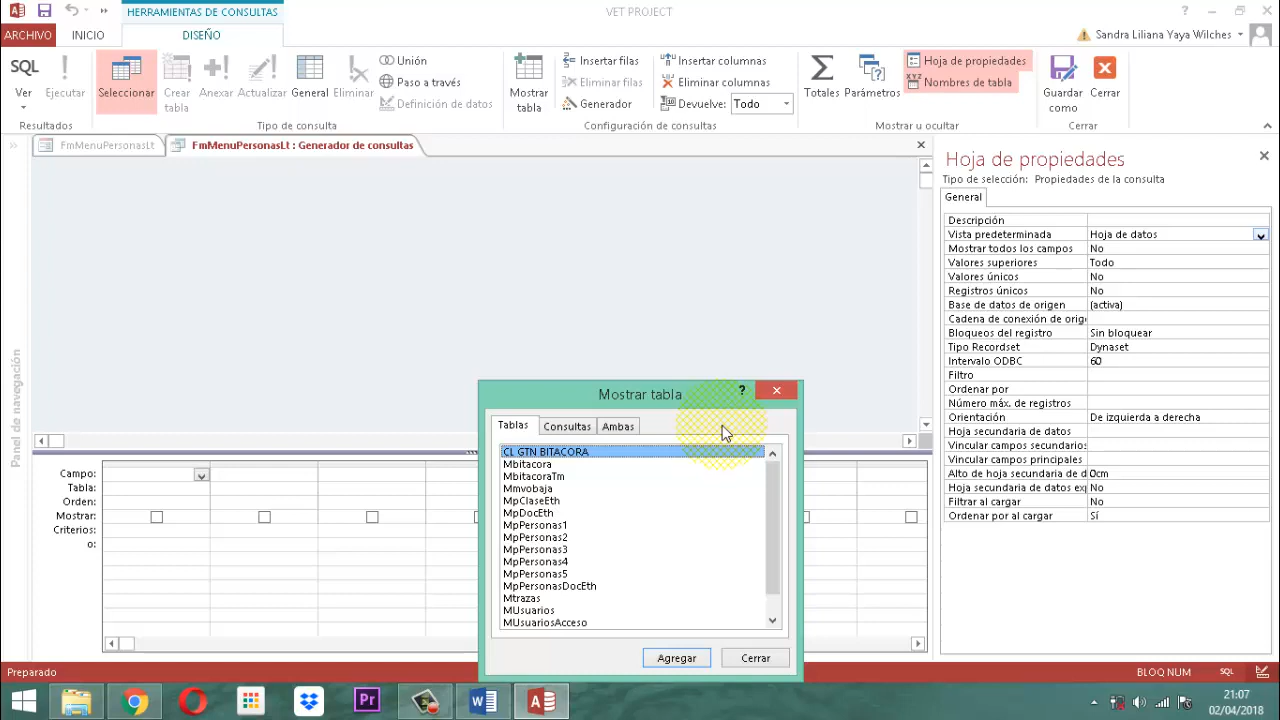 HERRAMIENTAS DE CONSULTAS
VET PROJECT
?
ARCHIVO
INICIO
DISEÑO
Sandra Liliana Yaya Wilches
SQL
Ver
Ejecutar
Resultados
Seleccionar
Crear tabla
Anexar
Actualizar
General
Eliminar
Unión
Paso a través
Definición de datos
Tipo de consulta
Mostrar tabla
Insertar filas
Eliminar filas
Generador
Insertar columnas
Eliminar columnas
Devuelve: Todo
Configuración de consultas
Totales
Parámetros
Hoja de propiedades
Nombres de tabla
Mostrar u ocultar
Guardar como
Cerrar
Cerrar
FmMenuPersonasLt
FmMenuPersonasLt : Generador de consultas
Panel de navegación
Campo:
Tabla:
Orden:
Mostrar:
Criterios:
o:
Mostrar tabla
?
Tablas
Consultas
Ambas
CL GTN BITACORA
Mbitacora
MbitacoraTm
Mmvobaja
MpClaseEth
MpDocEth
MpPersonas1
MpPersonas2
MpPersonas3
MpPersonas4
MpPersonas5
MpPersonasDocEth
Mtrazas
MUsuarios
MUsuariosAcceso
Agregar
Cerrar
Hoja de propiedades
Tipo de selección: Propiedades de la consulta
General
Descripción
Vista predeterminada Hoja de datos
Mostrar todos los campos No
Valores superiores Todo
Valores únicos No
Registros únicos No
Base de datos de origen (activa)
Cadena de conexión de orig
Bloqueos del registro Sin bloquear
Tipo Recordset Dynaset
Intervalo ODBC 60
Filtro
Ordenar por
Número máx. de registros
Orientación De izquierda a derecha
Hoja secundaria de datos
Vincular campos secundarios
Vincular campos principales
Alto de hoja secundaria de d 0cm
Hoja secundaria de datos exp No
Filtrar al cargar No
Ordenar por al cargar Sí
Preparado
BLOQ NUM
SQL
Pr
21:07
02/04/2018